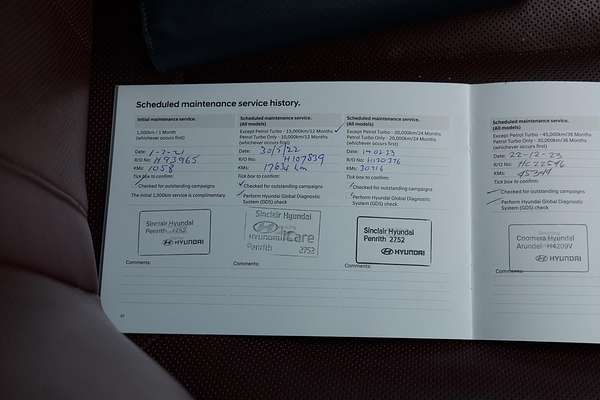 Scheduled maintenance service history.
Initial maintenance service.
1,000km / 1 Month
(whichever occurs first)
Date: 1-2-21
R/O No: H93965
KMs: 1058
Tick box to confirm:
Checked for outstanding campaigns
The initial 1,500km service is complimentary
Sinclair Hyundai
Penrith 2752
HYUNDAI
Comments:
Scheduled maintenance service.
(All models)
Except Petrol Turbo - 15,000km/12 Months
Petrol Turbo Only - 10,000km/12 Months
(whichever occurs first)
Date: 30/5/22
R/O No: H107839
KMs: 17634 km
Tick box to confirm:
Checked for outstanding campaigns
Perform Hyundai Global Diagnostic
System (GDS) check
Sinclair Hyundai
HYUNDAI iCare
Penrith 2752
Comments:
Scheduled maintenance service.
(All models)
Except Petrol Turbo - 30,000km/24 Months
Petrol Turbo Only - 20,000km/24 Months
(whichever occurs first)
Date: 14.02.23
R/O No: H120376
KMs: 30716
Tick box to confirm:
Checked for outstanding campaigns
Perform Hyundai Global Diagnostic
System (GDS) check
Sinclair Hyundai
Penrith 2752
HYUNDAI
Comments:
Scheduled maintenance service.
(All models)
Except Petrol Turbo - 45,000km/36 Months
Petrol Turbo Only - 30,000km/36 Months
(whichever occurs first)
Date: 22-12-23
R/O No: HC22546
KMs: 45344
Tick box to confirm:
Checked for outstanding campaigns
Perform Hyundai Global Diagnostic
System (GDS) check
Coomera Hyundai
Arundel H4209V
HYUNDAI
Comments: